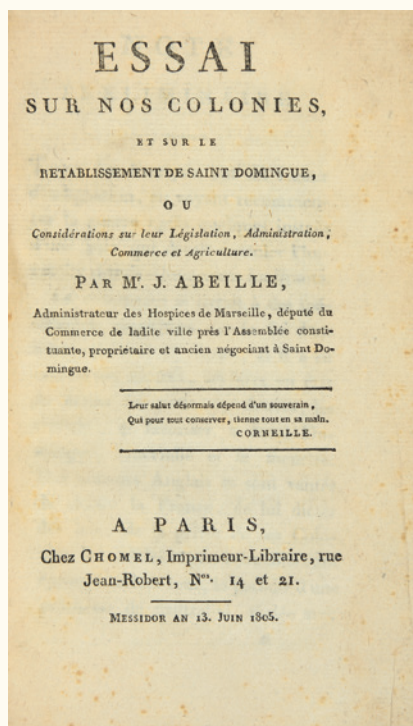 ESSAI
SUR NOS COLONIES,
ET SUR LE
RETABLISSEMENT DE SAINT DOMINGUE,
OU
Considérations sur leur Législation, Administration,
Commerce et Agriculture.
PAR Mr. J. ABEILLE,
Administrateur des Hospices de Marseille, député du
Commerce de ladite ville près l'Assemblée consti-
tuante, propriétaire et ancien négociant à Saint Do-
mingue.
Leur salut désormais dépend d'un souverain,
Qui pour tout conserver, tienne tout en sa main.
CORNEILLE.
A PARIS,
Chez CHOMEL, Imprimeur-Libraire, rue
Jean-Robert, Nos. 14 et 21.
MESSIDOR AN 13. JUIN 1805.